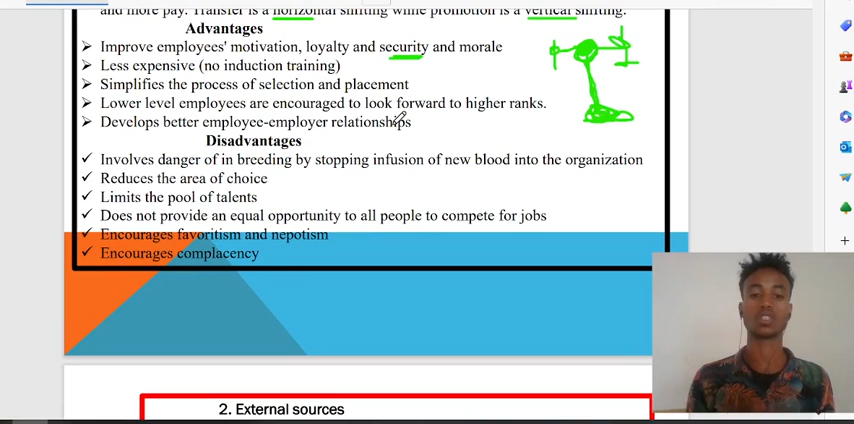 and more pay. Transfer is a horizontal shifting while promotion is a vertical shifting.
Advantages
➢ Improve employees' motivation, loyalty and security and morale
➢ Less expensive (no induction training)
➢ Simplifies the process of selection and placement
➢ Lower level employees are encouraged to look forward to higher ranks.
➢ Develops better employee-employer relationships
Disadvantages
✓ Involves danger of in breeding by stopping infusion of new blood into the organization
✓ Reduces the area of choice
✓ Limits the pool of talents
✓ Does not provide an equal opportunity to all people to compete for jobs
✓ Encourages favoritism and nepotism
✓ Encourages complacency
2. External sources